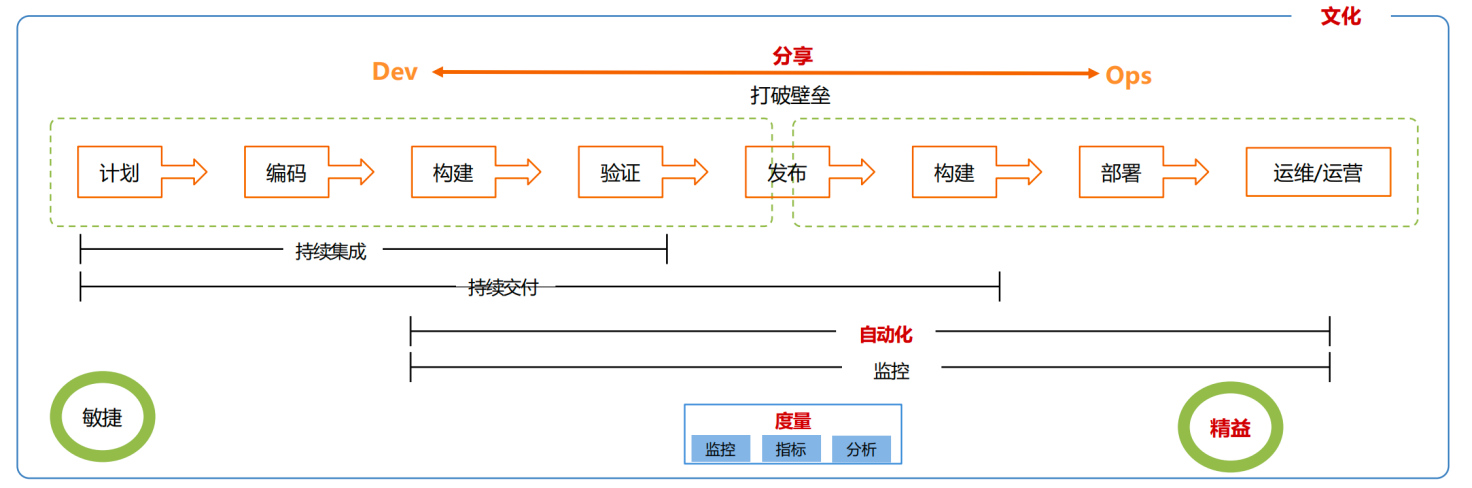 文化
分享
Dev
Ops
打破壁垒
计划
编码
构建
验证
发布
构建
部署
运维/运营
持续集成
持续交付
自动化
监控
敏捷
度量
监控
指标
分析
精益